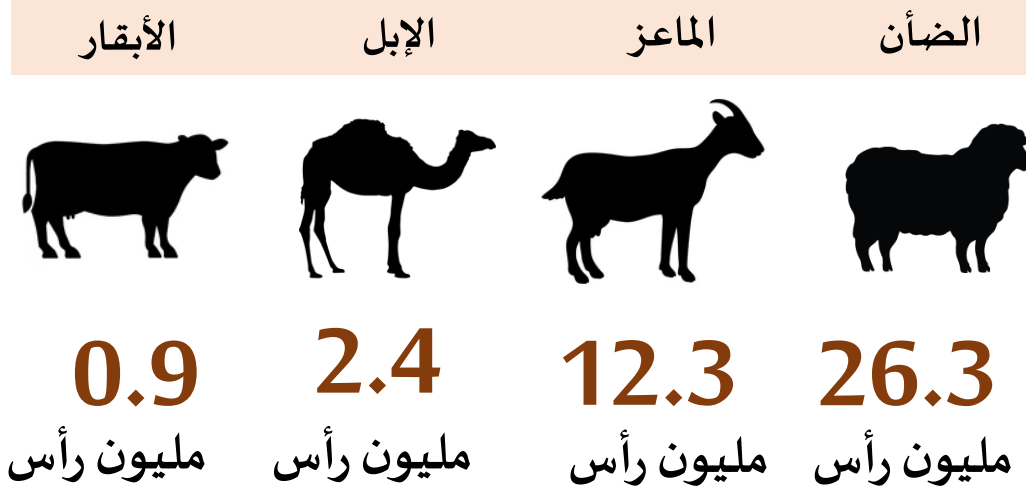 الضأن الماعز الإبل الأبقار
26.3 12.3 2.4 0.9
مليون رأس مليون رأس مليون رأس مليون رأس